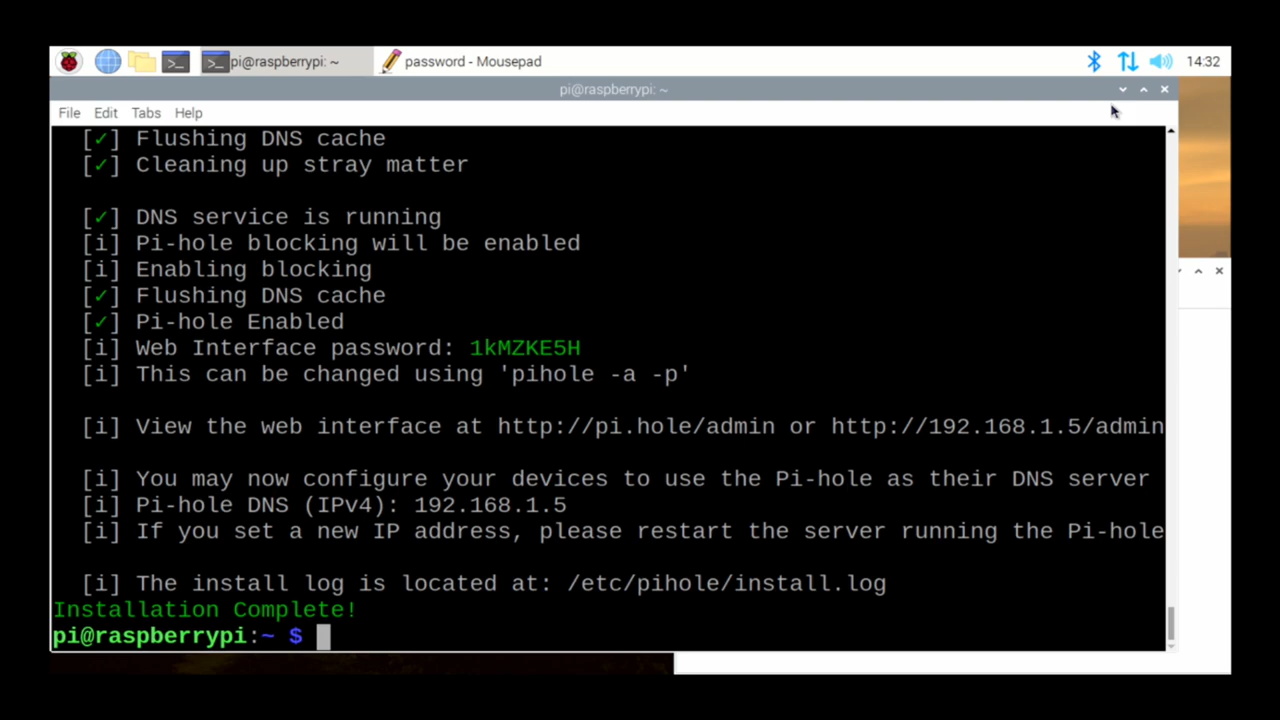 pi@raspberrypi: ~
password - Mousepad
14:32
pi@raspberrypi: ~
File Edit Tabs Help
[✓] Flushing DNS cache
[✓] Cleaning up stray matter
[✓] DNS service is running
[i] Pi-hole blocking will be enabled
[i] Enabling blocking
[✓] Flushing DNS cache
[✓] Pi-hole Enabled
[i] Web Interface password: 1kMZKE5H
[i] This can be changed using 'pihole -a -p'
[i] View the web interface at http://pi.hole/admin or http://192.168.1.5/admin
[i] You may now configure your devices to use the Pi-hole as their DNS server
[i] Pi-hole DNS (IPv4): 192.168.1.5
[i] If you set a new IP address, please restart the server running the Pi-hole
[i] The install log is located at: /etc/pihole/install.log
Installation Complete!
pi@raspberrypi:~ $